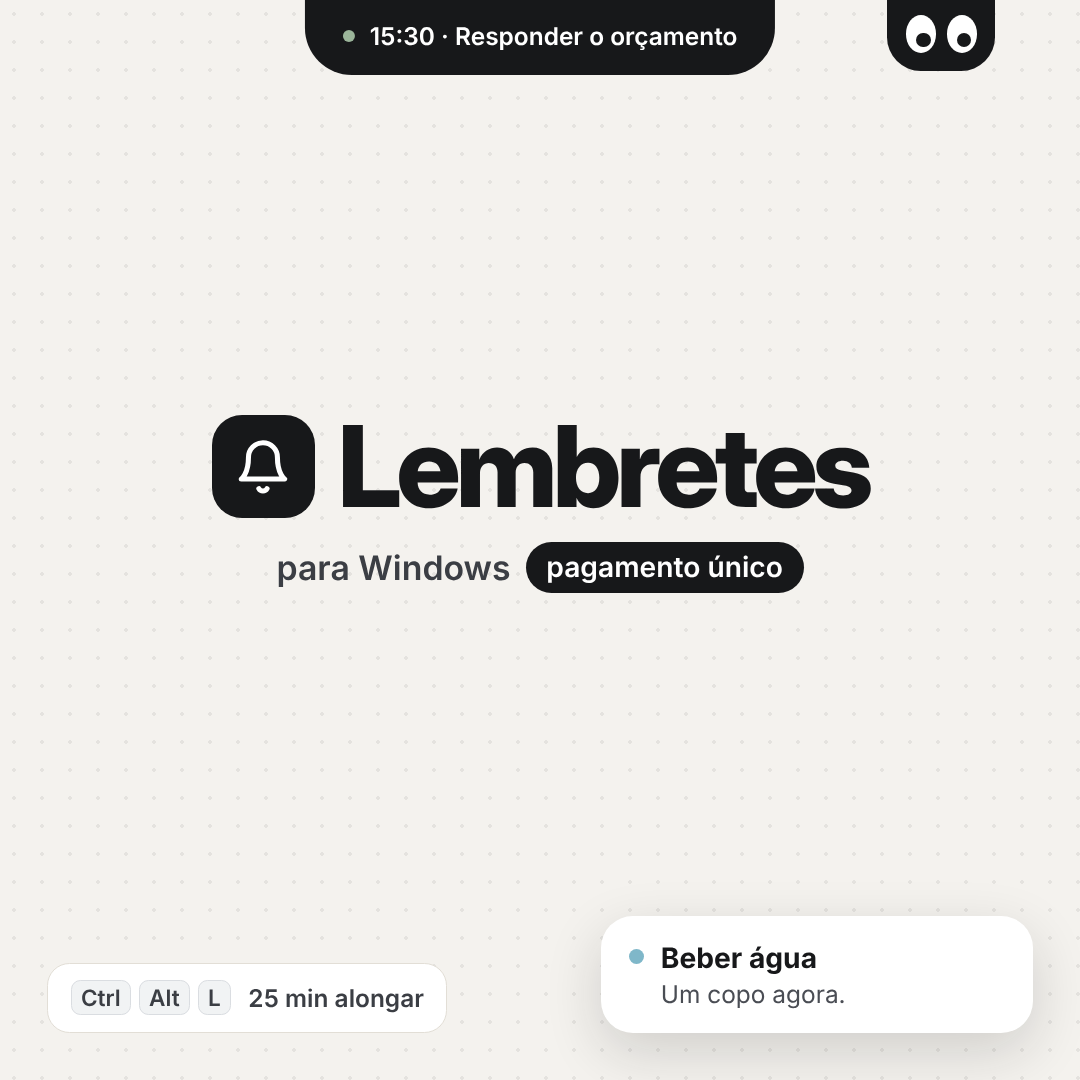 15:30 · Responder o orçamento
Lembretes
para Windows pagamento único
Beber água
Um copo agora.
Ctrl Alt L 25 min alongar